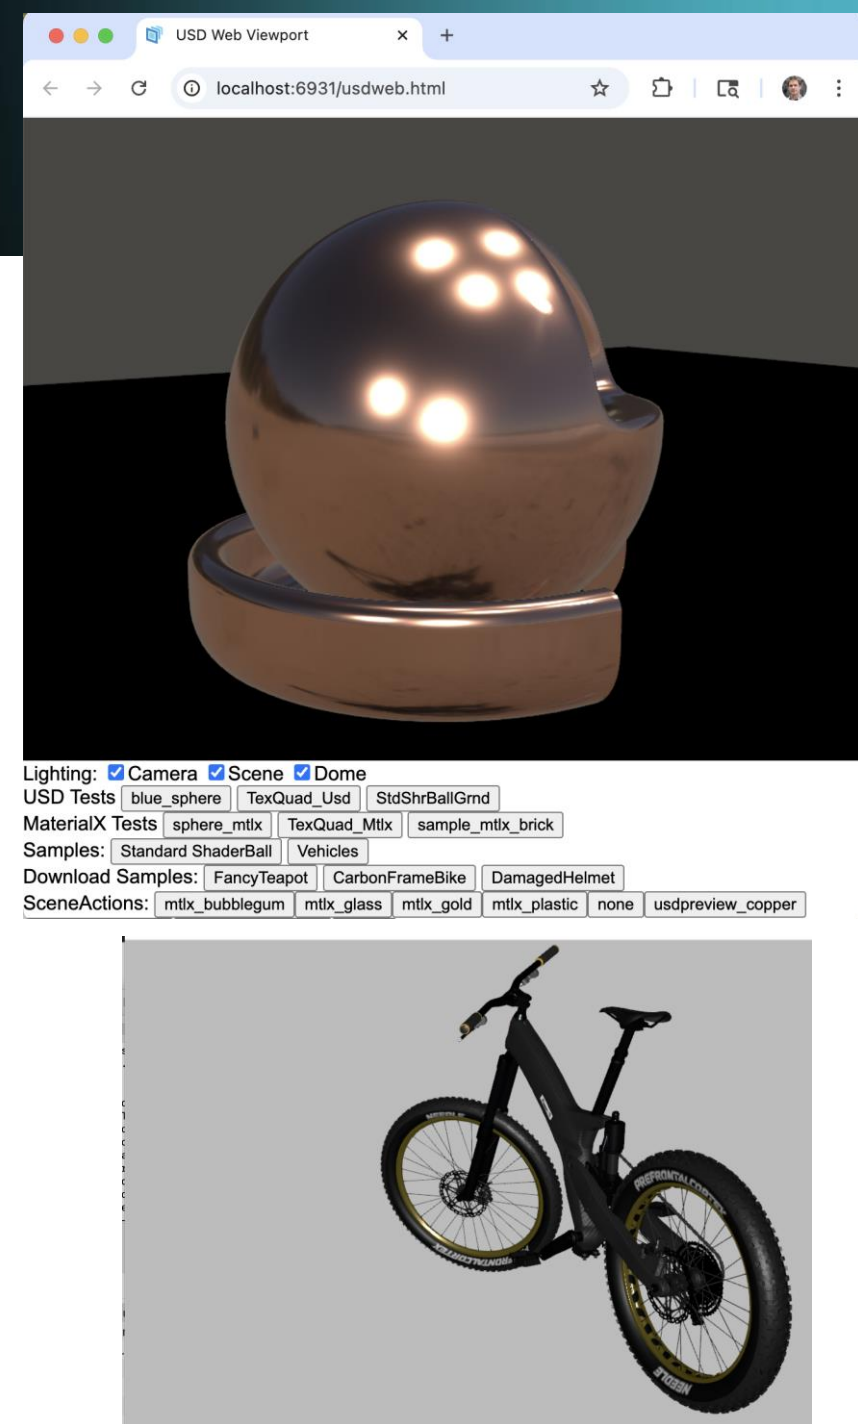 USD Web Viewport
localhost:6931/usdweb.html
Lighting: Camera Scene Dome
USD Tests blue_sphere TexQuad_Usd StdShrBallGrnd
MaterialX Tests sphere_mtlx TexQuad_Mtlx sample_mtlx_brick
Samples: Standard ShaderBall Vehicles
Download Samples: FancyTeapot CarbonFrameBike DamagedHelmet
SceneActions: mtlx_bubblegum mtlx_glass mtlx_gold mtlx_plastic none usdpreview_copper
NEEDLE
PREFRONTALCORTEX
FRONTALCORTEX
NEEDLE